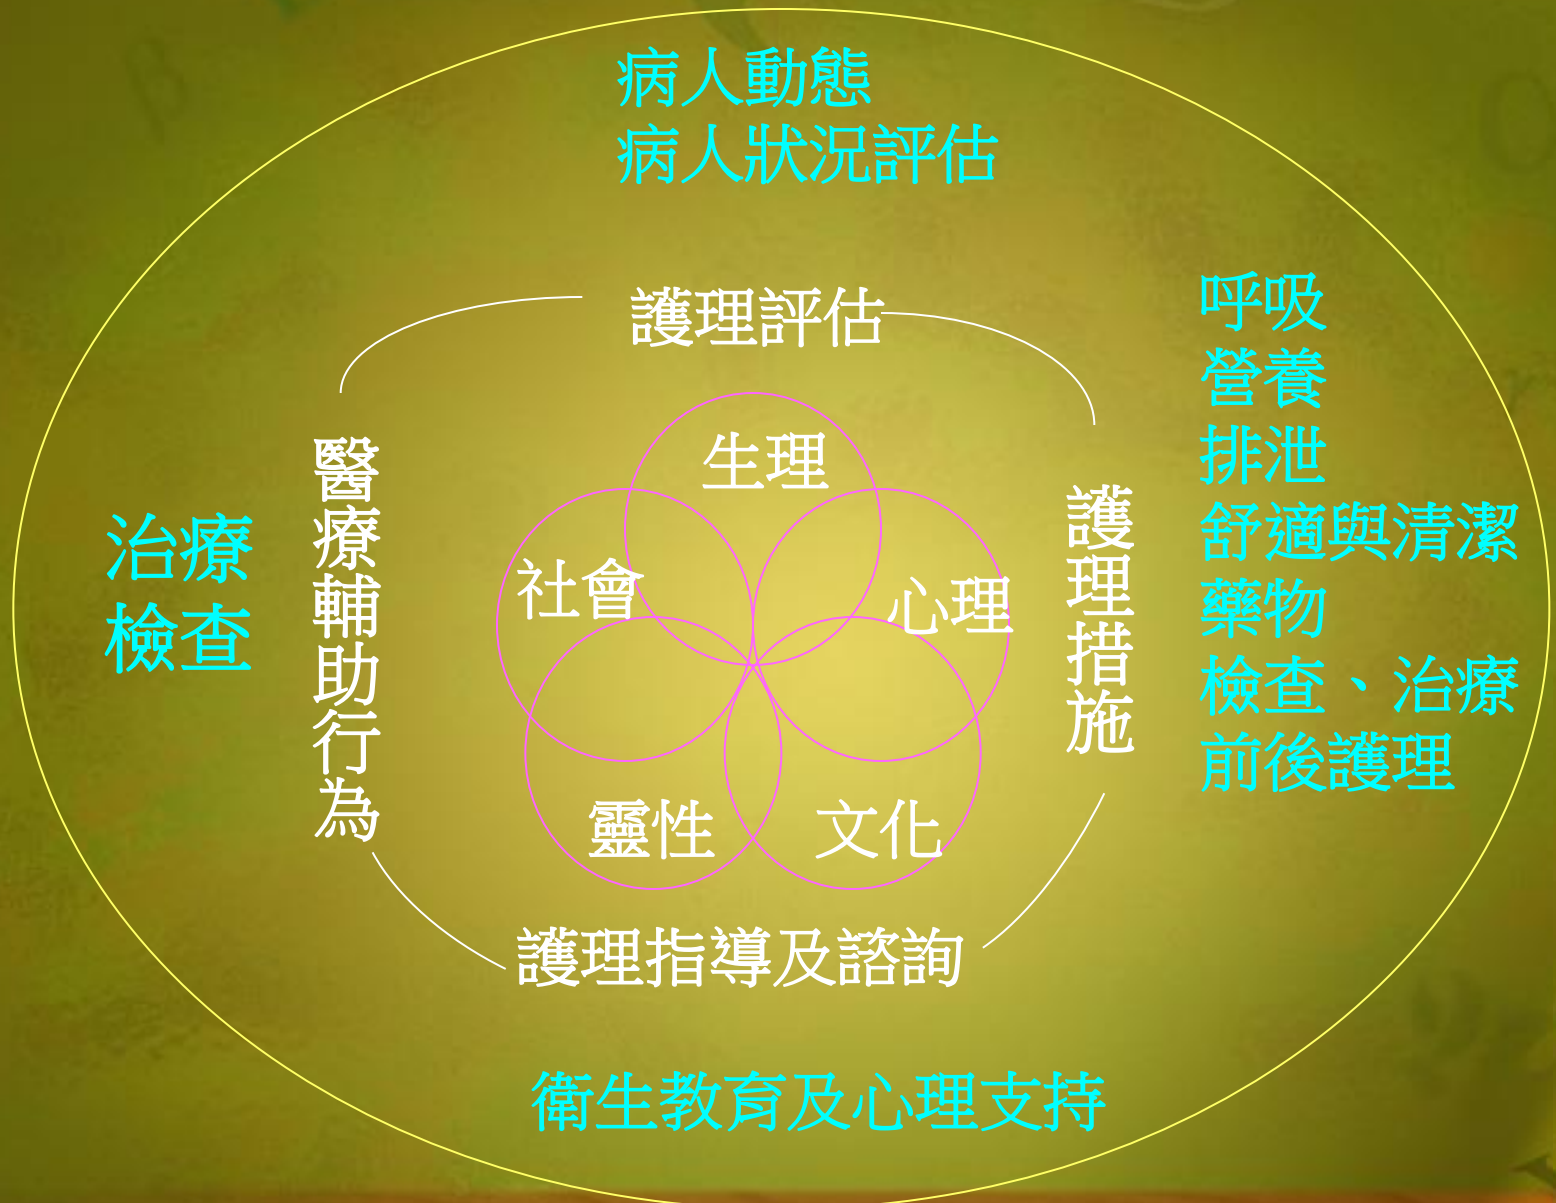 病人動態
病人狀況評估
護理評估
呼吸
營養
排泄
舒適與清潔
藥物
檢查、治療
前後護理
生理
醫療輔助行為
護理措施
治療
檢查
社會
心理
靈性
文化
護理指導及諮詢
衛生教育及心理支持